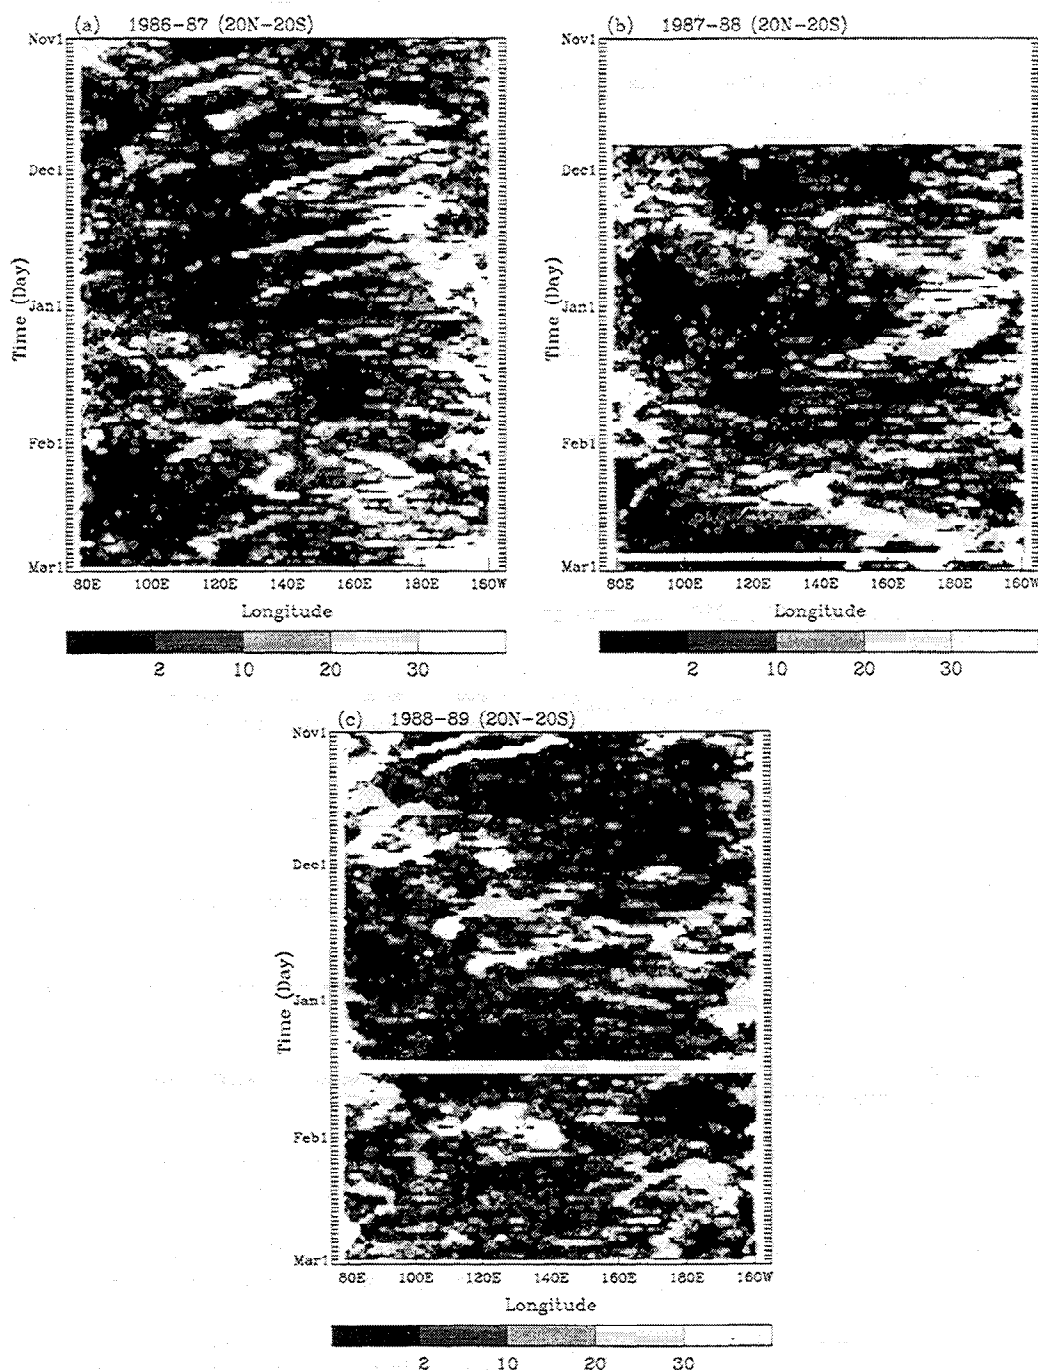 (a) 1986-87 (20N-20S)
Nov1
Dec1
Jan1
Feb1
Mar1
Time (Day)
80E 100E 120E 140E 160E 180E 160W
Longitude
2 10 20 30
(b) 1987-88 (20N-20S)
Nov1
Dec1
Jan1
Feb1
Mar1
Time (Day)
80E 100E 120E 140E 160E 180E 160W
Longitude
2 10 20 30
(c) 1988-89 (20N-20S)
Nov1
Dec1
Jan1
Feb1
Mar1
Time (Day)
80E 100E 120E 140E 160E 180E 160W
Longitude
2 10 20 30